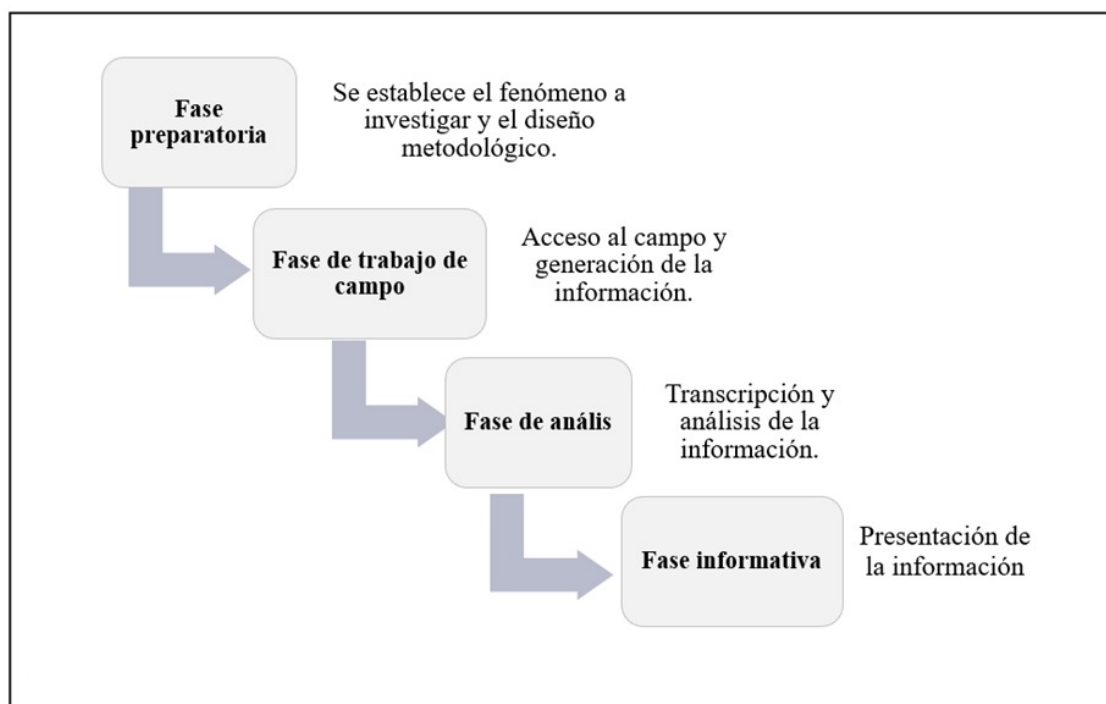 Fase
preparatoria
Se establece el fenómeno a
investigar y el diseño
metodológico.
Fase de trabajo de
campo
Acceso al campo y
generación de la
información.
Fase de anális
Transcripción y
análisis de la
información.
Fase informativa
Presentación de
la información